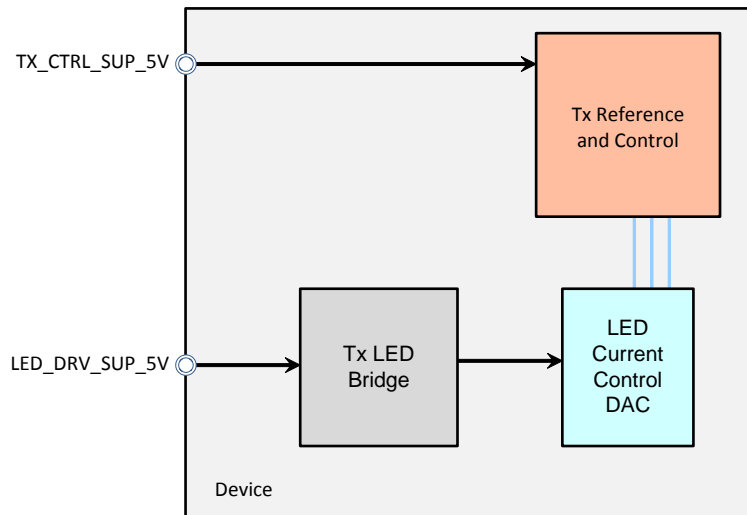 TX_CTRL_SUP_5V
Tx Reference
and Control
LED_DRV_SUP_5V
Tx LED
Bridge
LED
Current
Control
DAC
Device